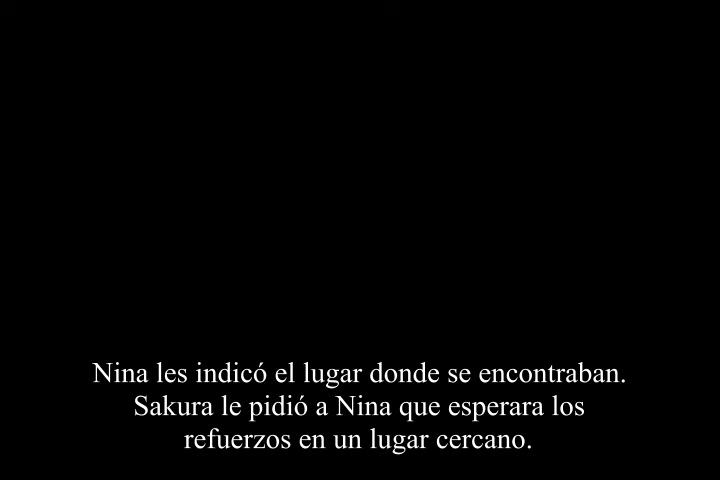 Nina les indicó el lugar donde se encontraban.
Sakura le pidió a Nina que esperara los
refuerzos en un lugar cercano.